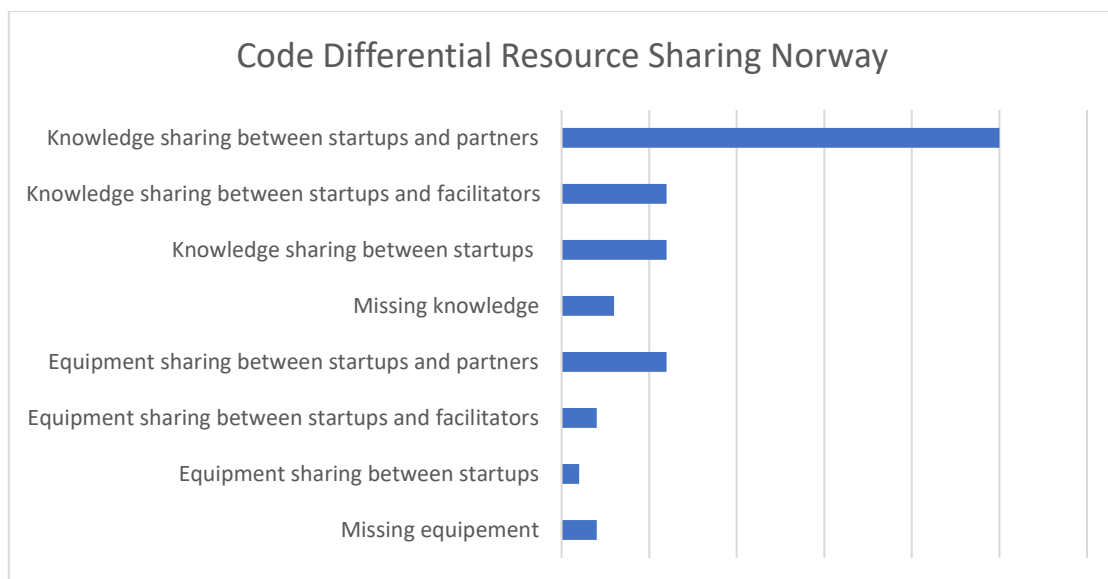 Code Differential Resource Sharing Norway
Knowledge sharing between startups and partners
Knowledge sharing between startups and facilitators
Knowledge sharing between startups
Missing knowledge
Equipment sharing between startups and partners
Equipment sharing between startups and facilitators
Equipment sharing between startups
Missing equipement